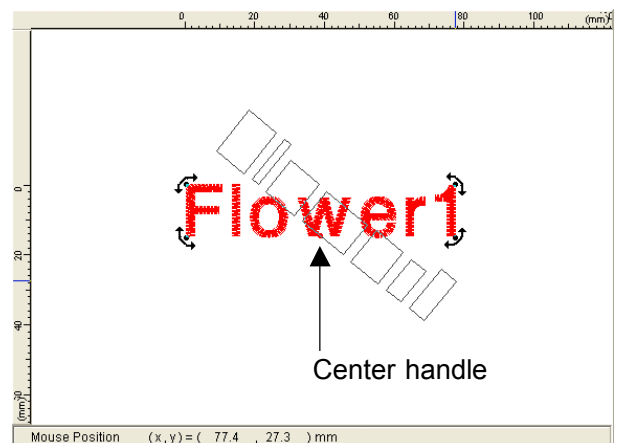 0 20 40 60 80 100 (mm)
0
Flower1
20
40
Center handle
(mm)
Mouse Position (x,y)=( 77.4 , 27.3 ) mm